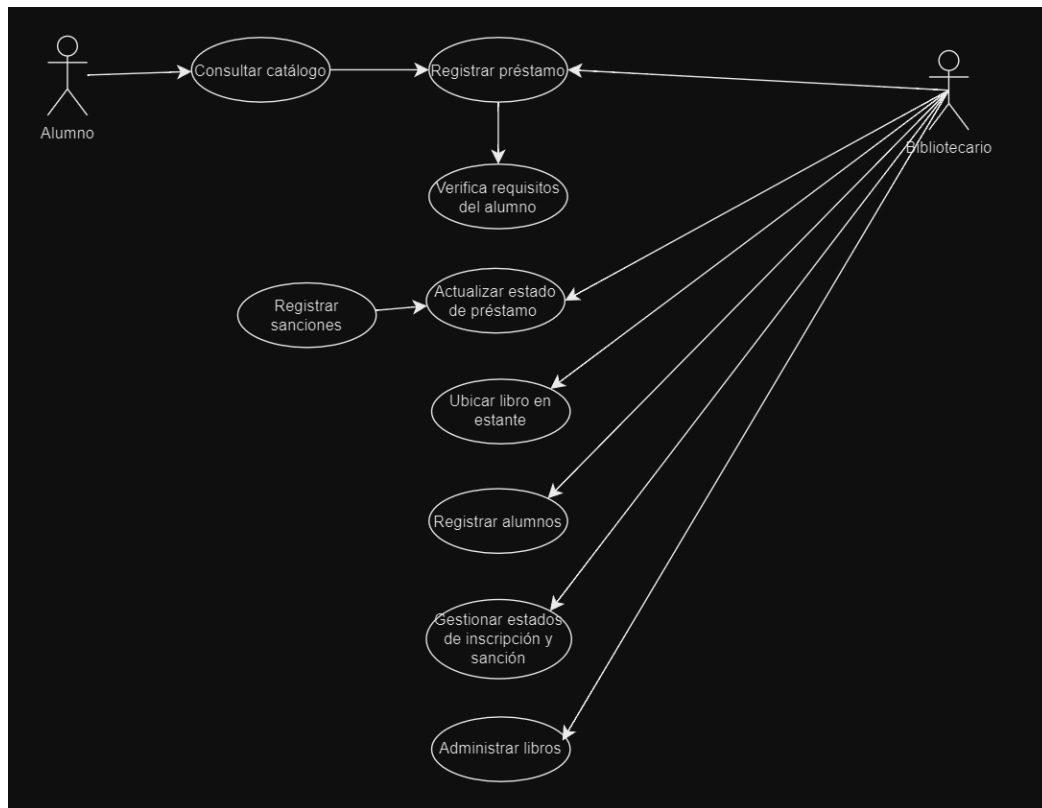 Consultar catálogo
Registrar préstamo
Alumno
Bibliotecario
Verifica requisitos
del alumno
Actualizar estado
de préstamo
Registrar
sanciones
Ubicar libro en
estante
Registrar alumnos
Gestionar estados
de inscripción y
sanción
Administrar libros